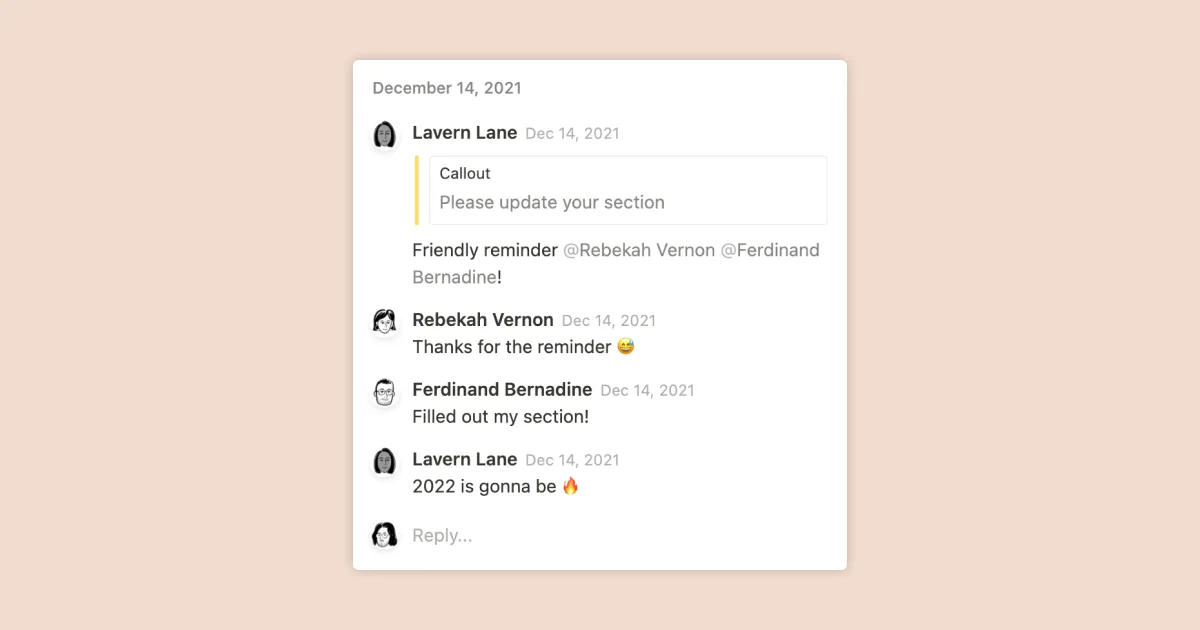 December 14, 2021
Lavern Lane Dec 14, 2021
Callout
Please update your section
Friendly reminder @Rebekah Vernon @Ferdinand
Bernadine!
Rebekah Vernon Dec 14, 2021
Thanks for the reminder 😅
Ferdinand Bernadine Dec 14, 2021
Filled out my section!
Lavern Lane Dec 14, 2021
2022 is gonna be 🔥
Reply...